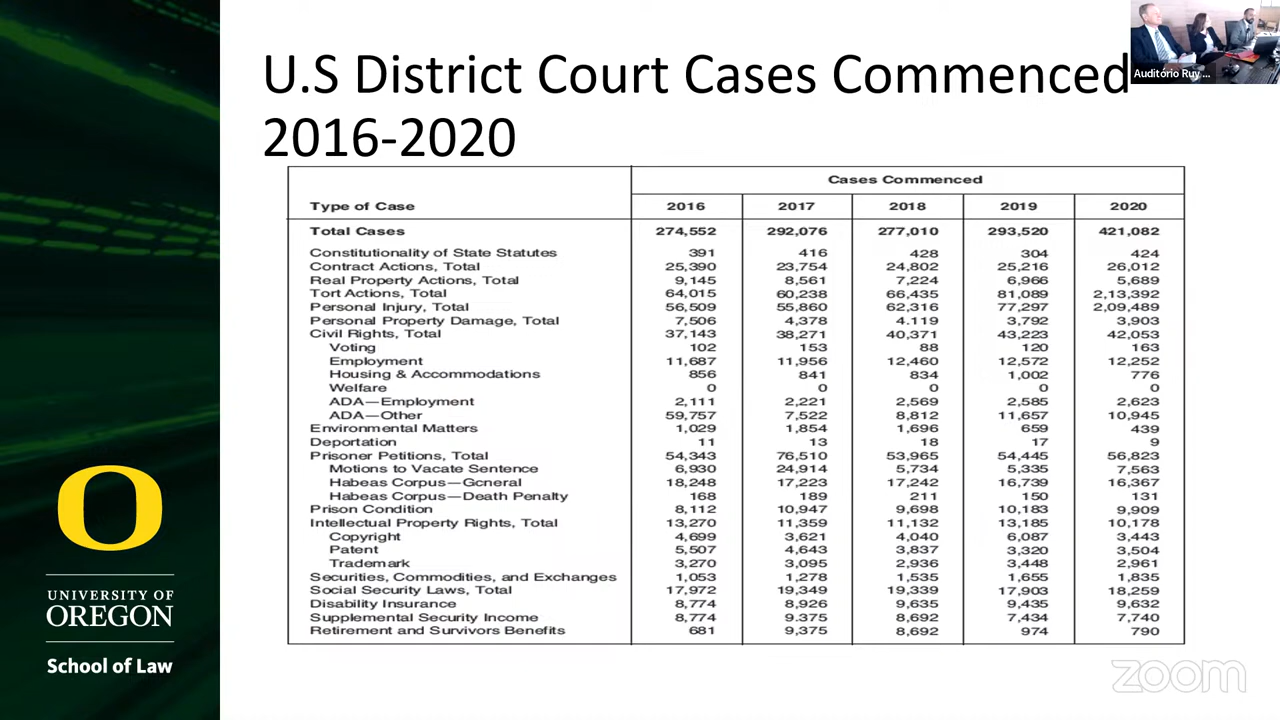 U.S District Court Cases Commenced
2016-2020
Auditório Ruy ...
Cases Commenced
Type of Case 2016 2017 2018 2019 2020
Total Cases 274,552 292,076 277,010 293,520 421,082
Constitutionality of State Statutes 391 416 428 304 424
Contract Actions, Total 25,390 23,754 24,802 25,216 26,012
Real Property Actions, Total 9,145 8,561 7,224 6,966 5,689
Tort Actions, Total 64,015 60,238 66,435 81,089 2,13,392
Personal Injury, Total 56,509 55,860 62,316 77,297 2,09,489
Personal Property Damage, Total 7,506 4,378 4.119 3,792 3,903
Civil Rights, Total 37,143 38,271 40,371 43,223 42,053
Voting 102 153 88 120 163
Employment 11,687 11,956 12,460 12,572 12,252
Housing & Accommodations 856 841 834 1,002 776
Welfare 0 0 0 0 0
ADA—Employment 2,111 2,221 2,569 2,585 2,623
ADA—Other 59,757 7,522 8,812 11,657 10,945
Environmental Matters 1,029 1,854 1,696 659 439
Deportation 11 13 18 17 9
Prisoner Petitions, Total 54,343 76,510 53,965 54,445 56,823
Motions to Vacate Sentence 6,930 24,914 5,734 5,335 7,563
Habeas Corpus—Gcneral 18,248 17,223 17,242 16,739 16,367
Habeas Corpus—Death Penalty 168 189 211 150 131
Prison Condition 8,112 10,947 9,698 10,183 9,909
Intellectual Property Rights, Total 13,270 11,359 11,132 13,185 10,178
Copyright 4,699 3,621 4,040 6,087 3,443
Patent 5,507 4,643 3,837 3,320 3,504
Trademark 3,270 3,095 2,936 3,448 2,961
Securities, Commodities, and Exchanges 1,053 1,278 1,535 1,655 1,835
Social Security Laws, Total 17,972 19,349 19,339 17,903 18,259
Disability Insurance 8,774 8,926 9,635 9,435 9,632
Supplemental Security Income 8,774 9.375 8,692 7,434 7,740
Retirement and Survivors Benefits 681 9,375 8,692 974 790
O
UNIVERSITY OF
OREGON
School of Law
zoom